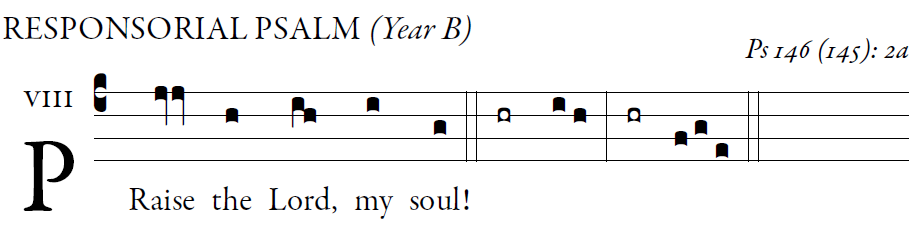 RESPONSORIAL PSALM (Year B)
Ps 146 (145): 2a
VIII
PRaise the Lord, my soul!